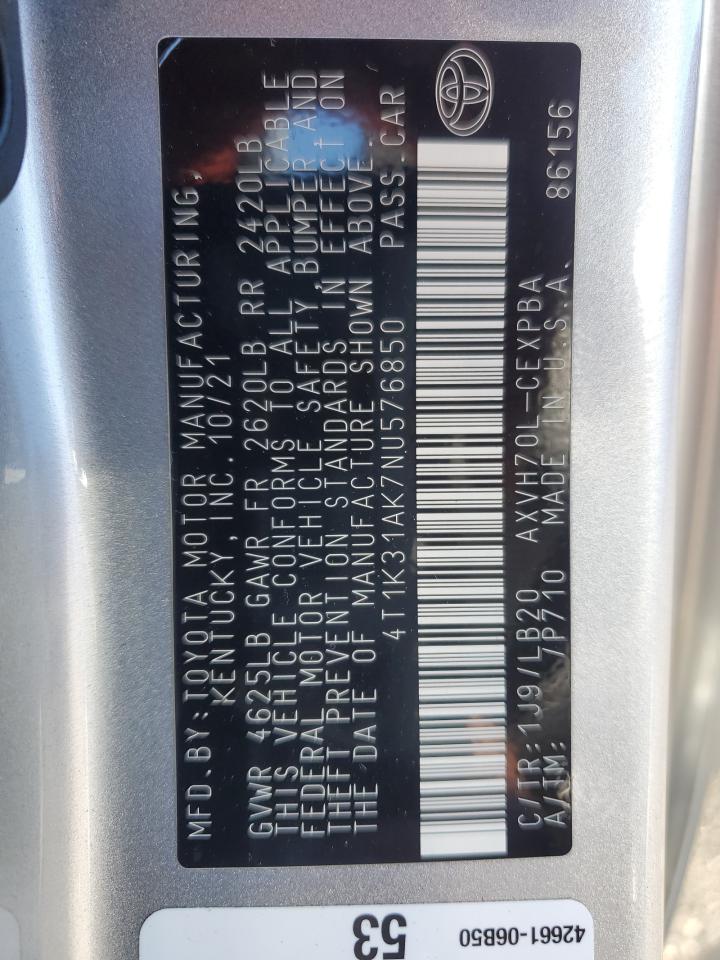 MFD.BY:TOYOTA MOTOR MANUFACTURING,
KENTUCKY,INC.10/21
GVWR 4625LB GAWR FR 2620LB RR 2420LB
THIS VEHICLE CONFORMS TO ALL APPLICABLE
FEDERAL MOTOR VEHICLE SAFETY, BUMPER AND
THEFT PREVENTION STANDARDS IN EFFECT ON
THE DATE OF MANUFACTURE SHOWN ABOVE.
4T1K31AK7NU576850 PASS.CAR
C/TR:1J9/LB20 AXVH70L-CEXPBA 86156
A/TM: 7P710 MADE IN U.S.A.
53
42661-06B50